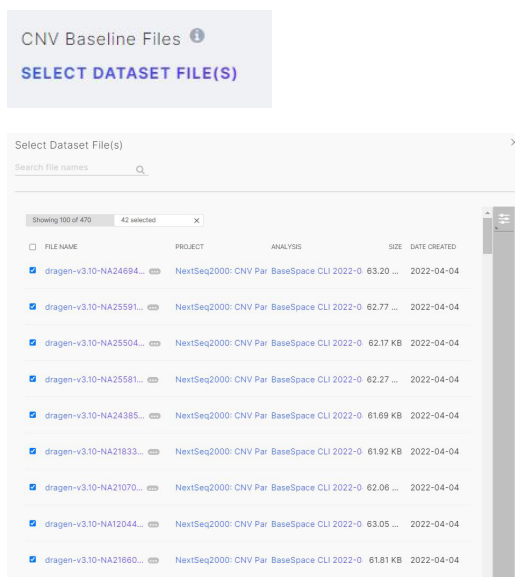 CNV Baseline Files
SELECT DATASET FILE(S)
Select Dataset File(s)
Search file names
Showing 100 of 470 42 selected ×
FILE NAME PROJECT ANALYSIS SIZE DATE CREATED
dragen-v3.10-NA24694... NextSeq2000: CNV Par BaseSpace CLI 2022-0 63.20 ... 2022-04-04
dragen-v3.10-NA25591... NextSeq2000: CNV Par BaseSpace CLI 2022-0 62.77 ... 2022-04-04
dragen-v3.10-NA25504... NextSeq2000: CNV Par BaseSpace CLI 2022-0 62.17 KB 2022-04-04
dragen-v3.10-NA25581... NextSeq2000: CNV Par BaseSpace CLI 2022-0 62.27 ... 2022-04-04
dragen-v3.10-NA24385... NextSeq2000: CNV Par BaseSpace CLI 2022-0 61.69 KB 2022-04-04
dragen-v3.10-NA21833... NextSeq2000: CNV Par BaseSpace CLI 2022-0 61.92 KB 2022-04-04
dragen-v3.10-NA21070... NextSeq2000: CNV Par BaseSpace CLI 2022-0 62.06 ... 2022-04-04
dragen-v3.10-NA12044... NextSeq2000: CNV Par BaseSpace CLI 2022-0 63.05 ... 2022-04-04
dragen-v3.10-NA21660... NextSeq2000: CNV Par BaseSpace CLI 2022-0 61.81 KB 2022-04-04